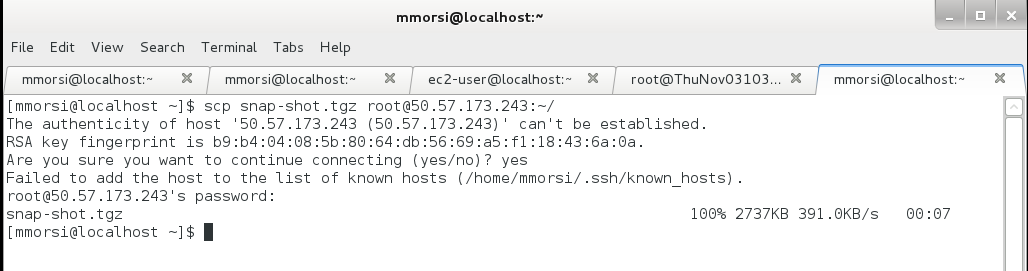 mmorsi@localhost:~
File Edit View Search Terminal Tabs Help
mmorsi@localhost:~ mmorsi@localhost:~ ec2-user@localhost:~ root@ThuNov03103... mmorsi@localhost:~
[mmorsi@localhost ~]$ scp snap-shot.tgz root@50.57.173.243:~/
The authenticity of host '50.57.173.243 (50.57.173.243)' can't be established.
RSA key fingerprint is b9:b4:04:08:5b:80:64:db:56:69:a5:f1:18:43:6a:0a.
Are you sure you want to continue connecting (yes/no)? yes
Failed to add the host to the list of known hosts (/home/mmorsi/.ssh/known_hosts).
root@50.57.173.243's password:
snap-shot.tgz 100% 2737KB 391.0KB/s 00:07
[mmorsi@localhost ~]$